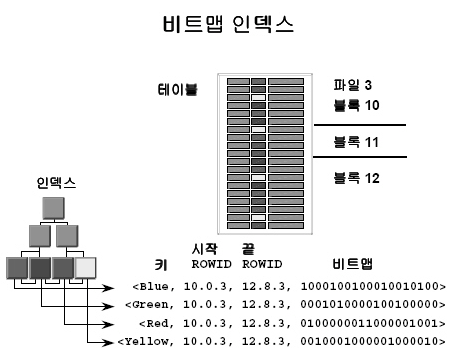 비트맵 인덱스
테이블
파일 3
블록 10
블록 11
블록 12
인덱스
키 시작 ROWID 끝 ROWID 비트맵
<Blue, 10.0.3, 12.8.3, 1000100100010010100>
<Green, 10.0.3, 12.8.3, 0001010000100100000>
<Red, 10.0.3, 12.8.3, 0100000011000001001>
<Yellow, 10.0.3, 12.8.3, 0010001000001000010>